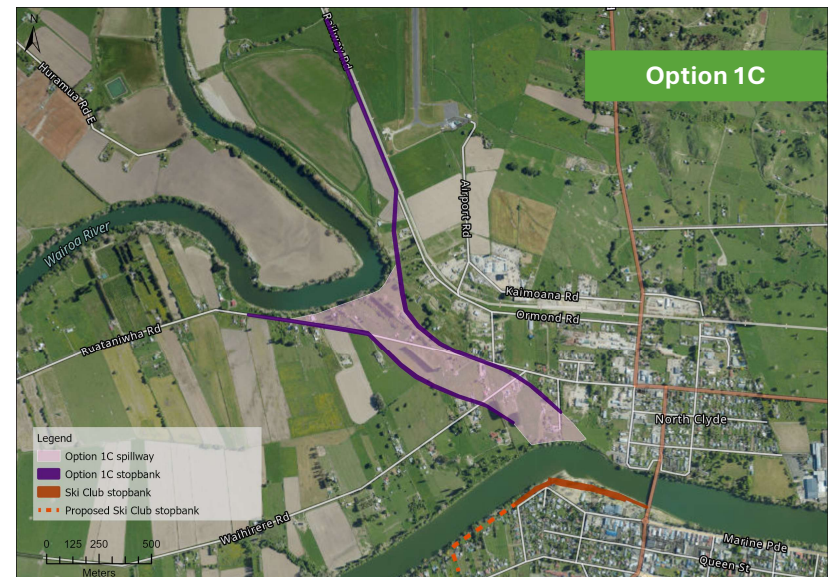 N
Railway Rd
Option 1C
Huramua Rd E
Airport Rd
Wairoa River
Kaimoana Rd
Ormond Rd
Ruataniwha Rd
North Clyde
Legend
Option 1C spillway
Option 1C stopbank
Ski Club stopbank
Proposed Ski Club stopbank
Waihirere Rd
Marine Pde
Queen St
0 125 250 500
Meters